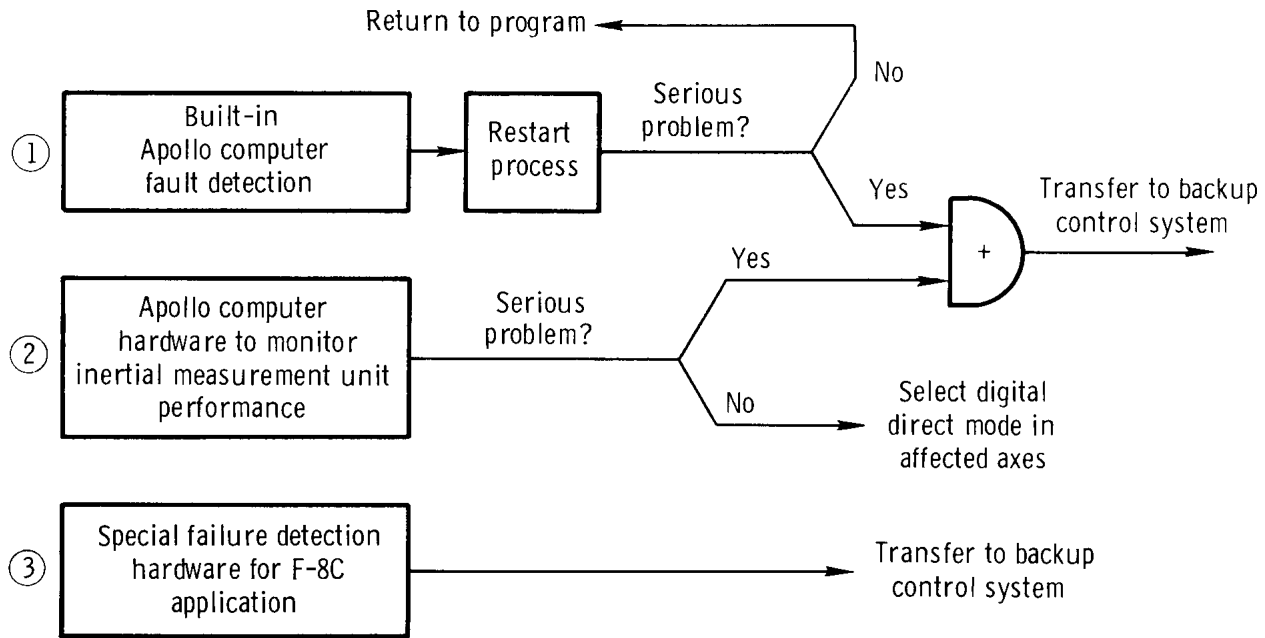 Return to program
No
1
Built-in
Apollo computer
fault detection
Restart
process
Serious
problem?
Yes
+
Transfer to backup
control system
2
Apollo computer
hardware to monitor
inertial measurement unit
performance
Serious
problem?
Yes
No
Select digital
direct mode in
affected axes
3
Special failure detection
hardware for F-8C
application
Transfer to backup
control system